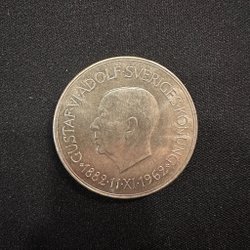 GUSTAF VI ADOLF · SVERIGES KONUNG
· 1882 · 11 · XI · 1962 ·